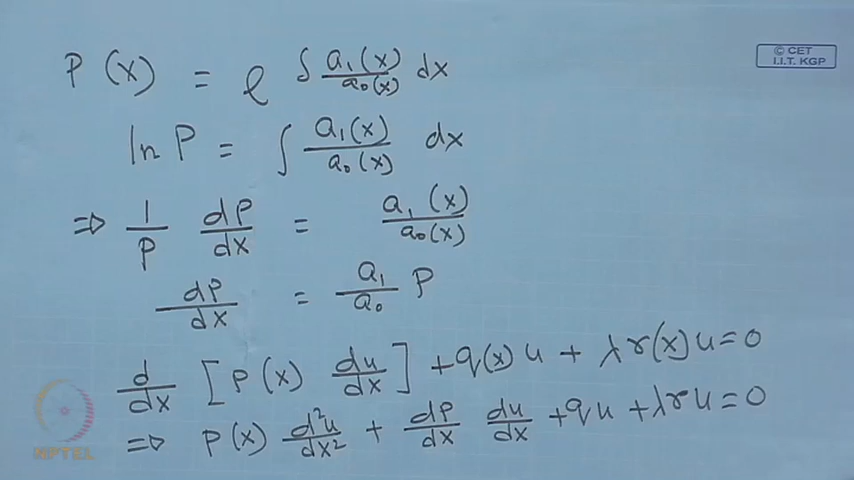 P(x) = e^{∫ a₁(x)/a₀(x) dx}
© CET
I.I.T. KGP
ln P = ∫ a₁(x)/a₀(x) dx
⇒ 1/P dP/dx = a₁(x)/a₀(x)
dP/dx = a₁/a₀ P
d/dx [P(x) du/dx] + q(x) u + λ r(x) u = 0
⇒ P(x) d²u/dx² + dP/dx du/dx + qu + λru = 0
NPTEL